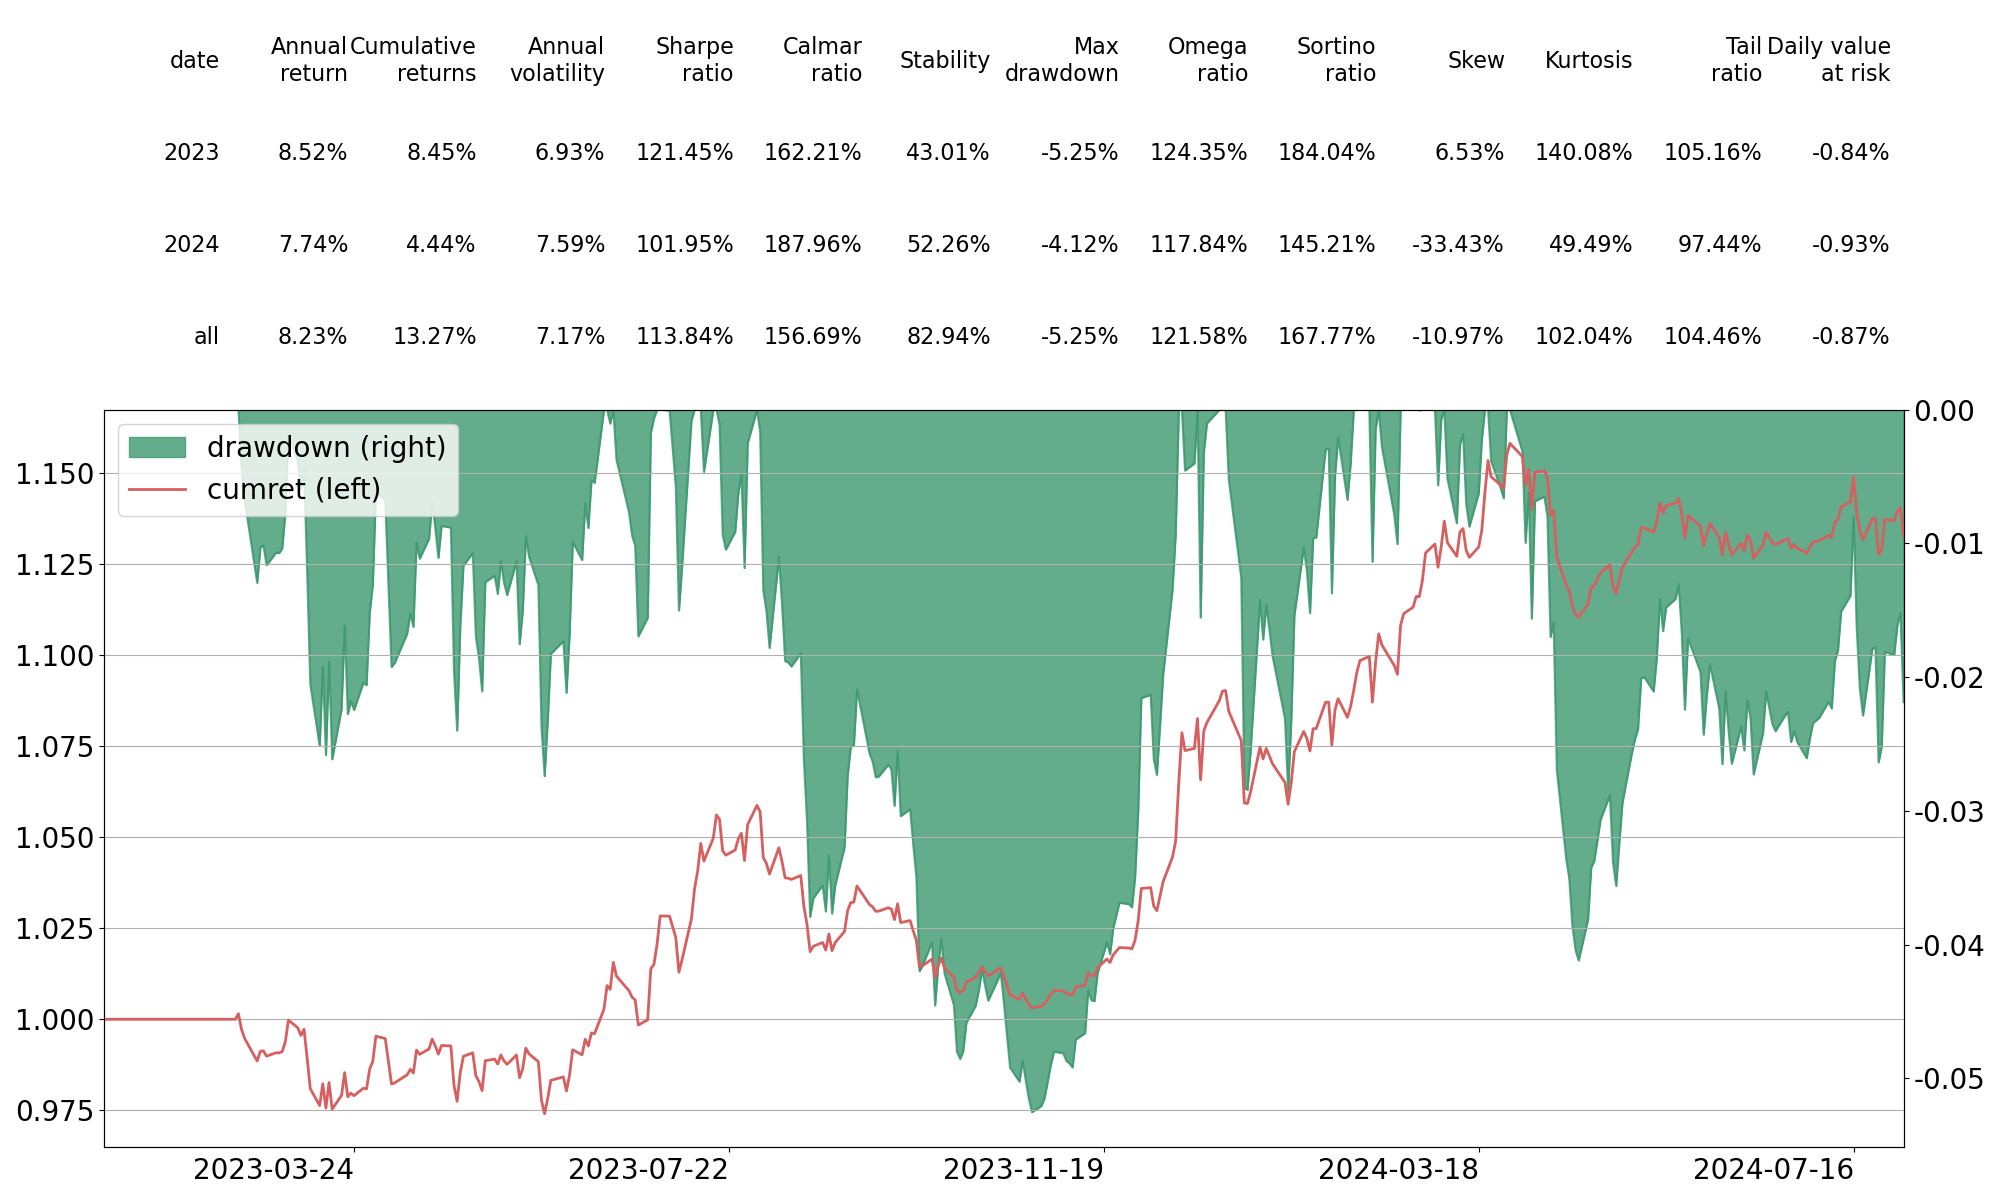 date Annual return Cumulative returns Annual volatility Sharpe ratio Calmar ratio Stability Max drawdown Omega ratio Sortino ratio Skew Kurtosis Tail ratio Daily value at risk
2023 8.52% 8.45% 6.93% 121.45% 162.21% 43.01% -5.25% 124.35% 184.04% 6.53% 140.08% 105.16% -0.84%
2024 7.74% 4.44% 7.59% 101.95% 187.96% 52.26% -4.12% 117.84% 145.21% -33.43% 49.49% 97.44% -0.93%
all 8.23% 13.27% 7.17% 113.84% 156.69% 82.94% -5.25% 121.58% 167.77% -10.97% 102.04% 104.46% -0.87%
drawdown (right)
cumret (left)
1.150
1.125
1.100
1.075
1.050
1.025
1.000
0.975
0.00
-0.01
-0.02
-0.03
-0.04
-0.05
2023-03-24 2023-07-22 2023-11-19 2024-03-18 2024-07-16